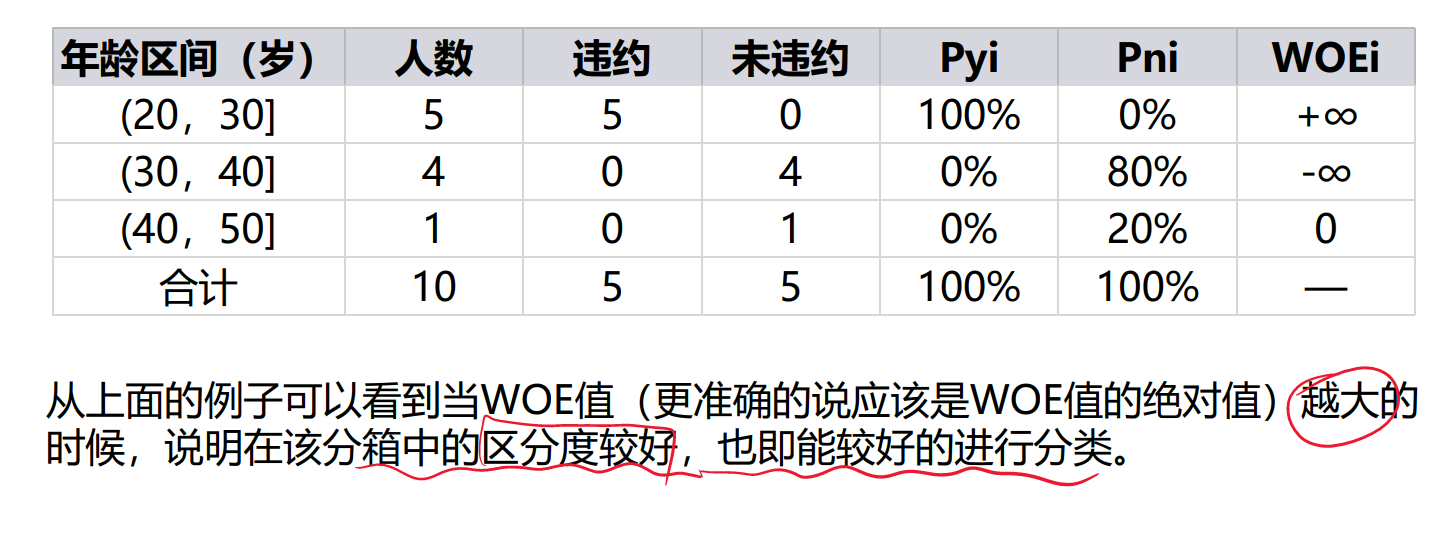 年龄区间（岁） 人数 违约 未违约 Pyi Pni WOEi
(20，30] 5 5 0 100% 0% +∞
(30，40] 4 0 4 0% 80% -∞
(40，50] 1 0 1 0% 20% 0
合计 10 5 5 100% 100% —
从上面的例子可以看到当WOE值（更准确的说应该是WOE值的绝对值）越大的
时候，说明在该分箱中的区分度较好，也即能较好的进行分类。